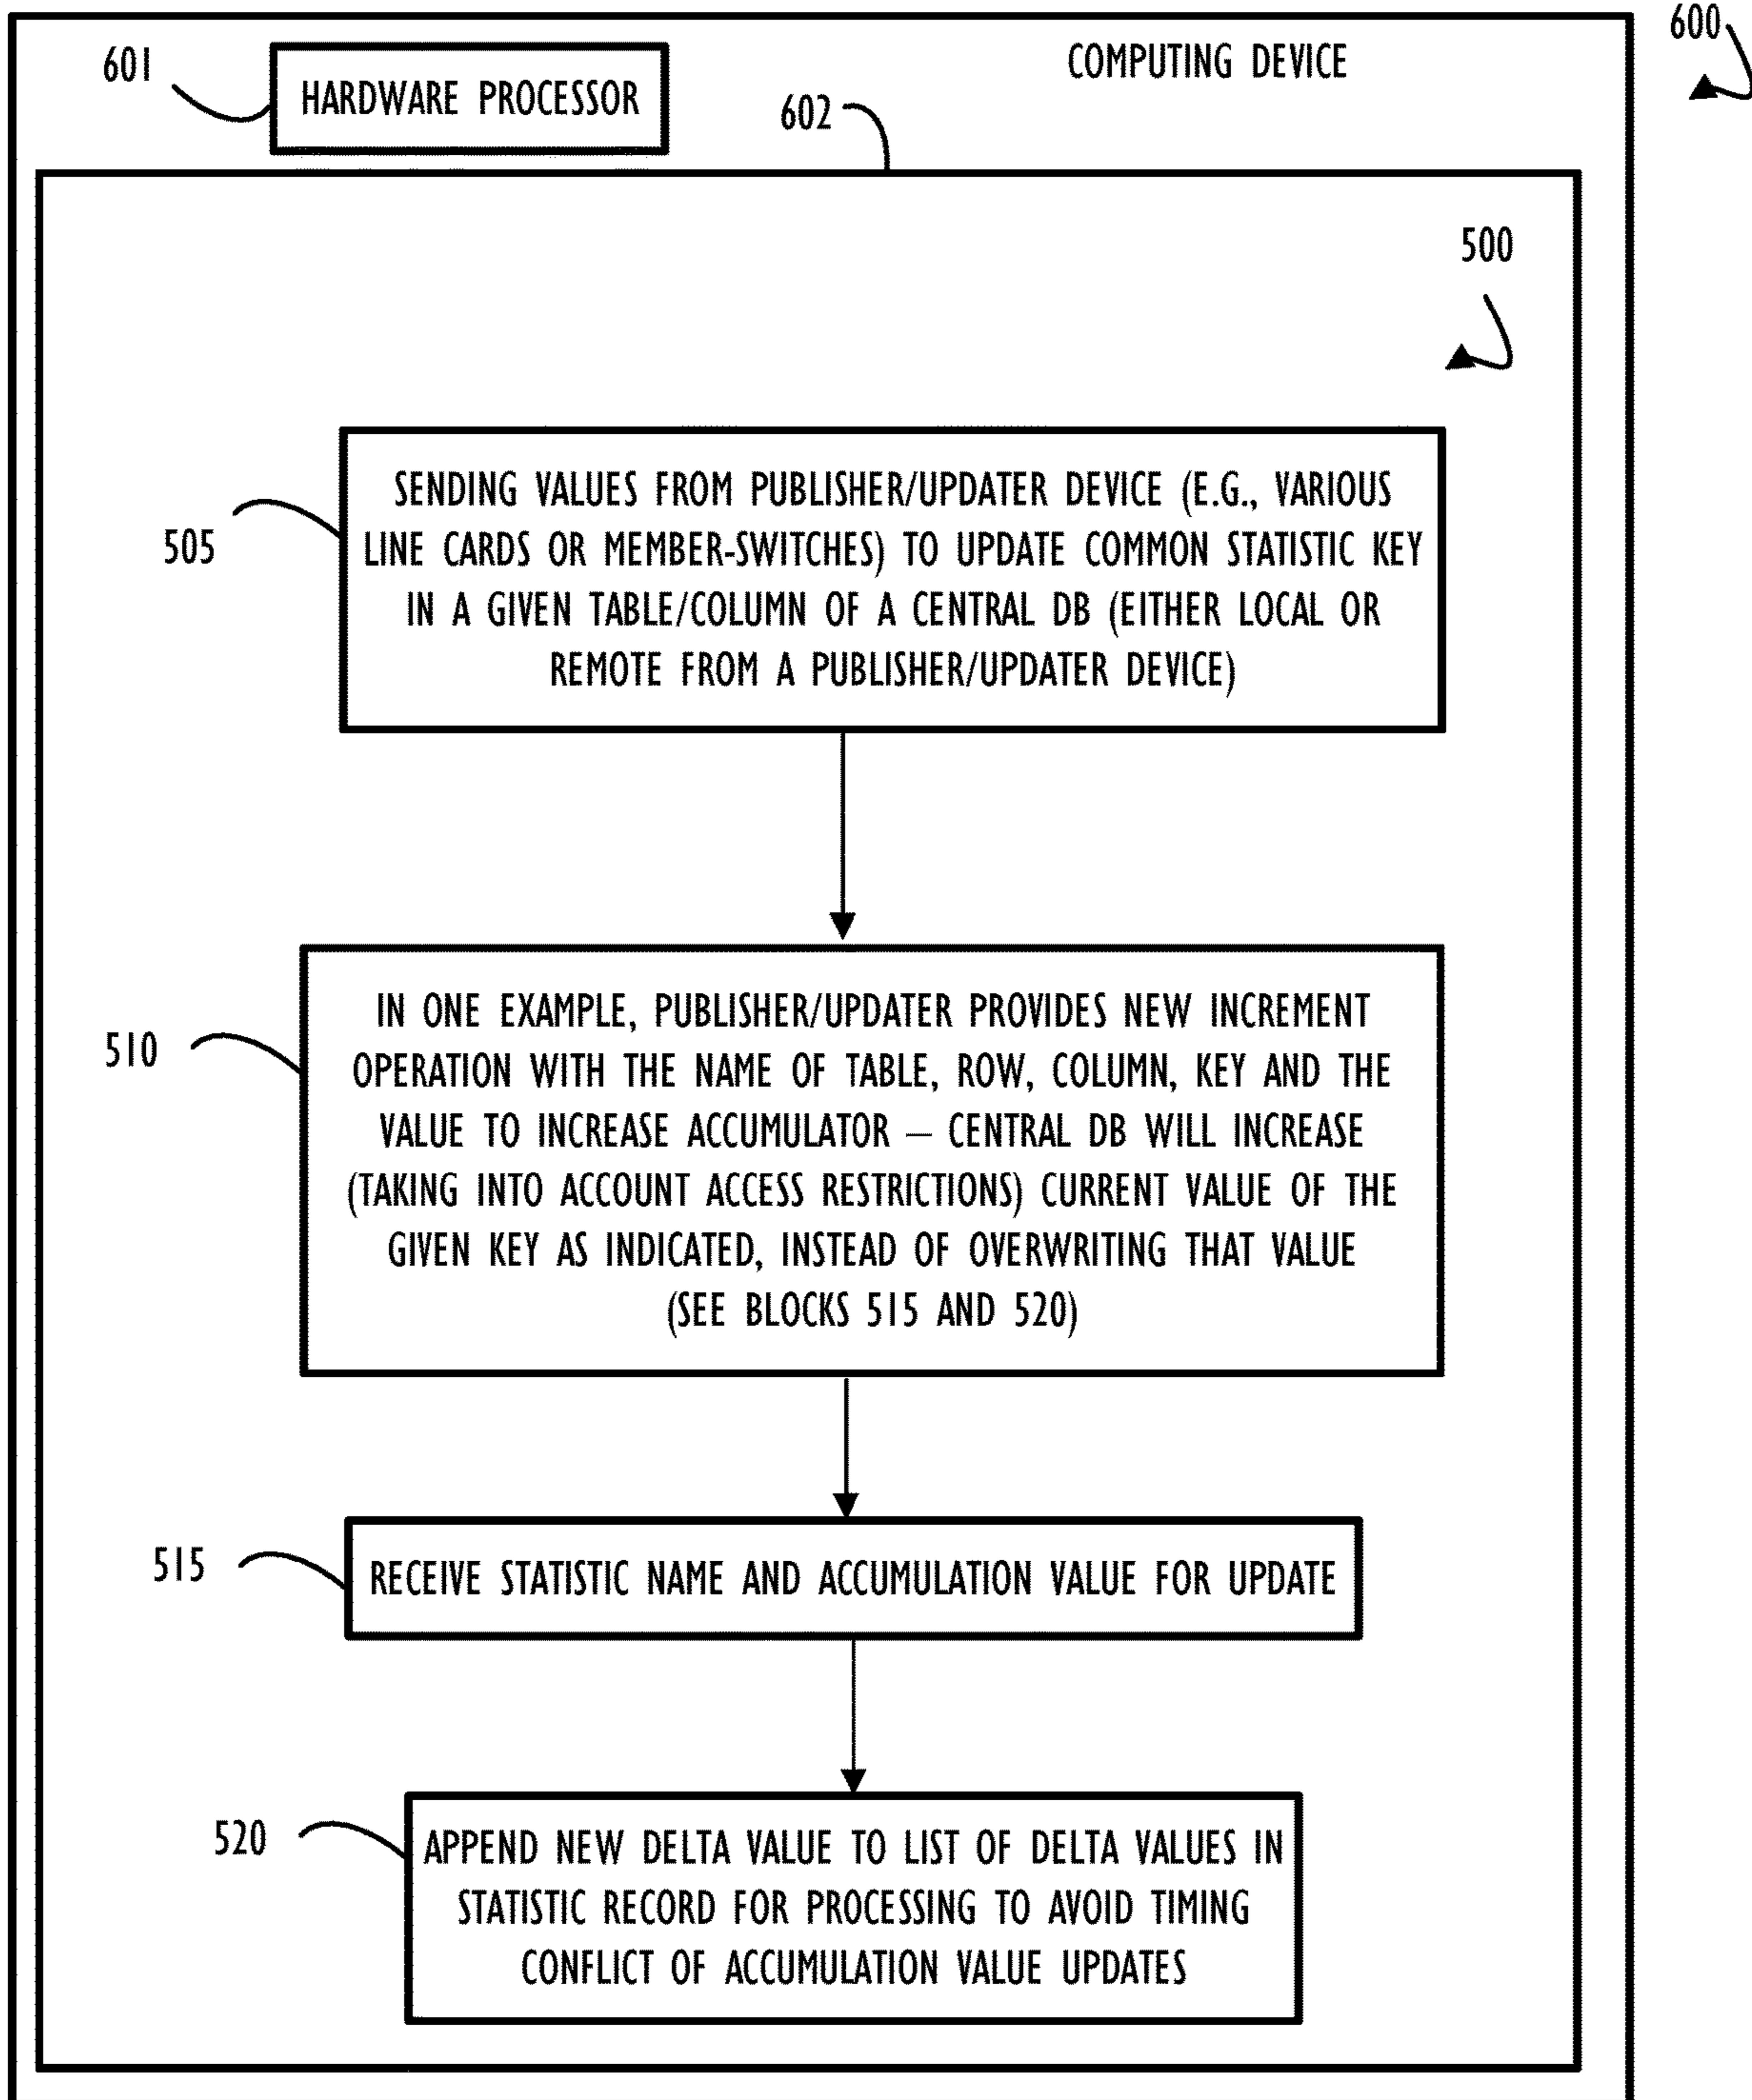 600
COMPUTING DEVICE
601
HARDWARE PROCESSOR
602
500
505
SENDING VALUES FROM PUBLISHER/UPDATER DEVICE (E.G., VARIOUS
LINE CARDS OR MEMBER-SWITCHES) TO UPDATE COMMON STATISTIC KEY
IN A GIVEN TABLE/COLUMN OF A CENTRAL DB (EITHER LOCAL OR
REMOTE FROM A PUBLISHER/UPDATER DEVICE)
510
IN ONE EXAMPLE, PUBLISHER/UPDATER PROVIDES NEW INCREMENT
OPERATION WITH THE NAME OF TABLE, ROW, COLUMN, KEY AND THE
VALUE TO INCREASE ACCUMULATOR – CENTRAL DB WILL INCREASE
(TAKING INTO ACCOUNT ACCESS RESTRICTIONS) CURRENT VALUE OF THE
GIVEN KEY AS INDICATED, INSTEAD OF OVERWRITING THAT VALUE
(SEE BLOCKS 515 AND 520)
515
RECEIVE STATISTIC NAME AND ACCUMULATION VALUE FOR UPDATE
520
APPEND NEW DELTA VALUE TO LIST OF DELTA VALUES IN
STATISTIC RECORD FOR PROCESSING TO AVOID TIMING
CONFLICT OF ACCUMULATION VALUE UPDATES